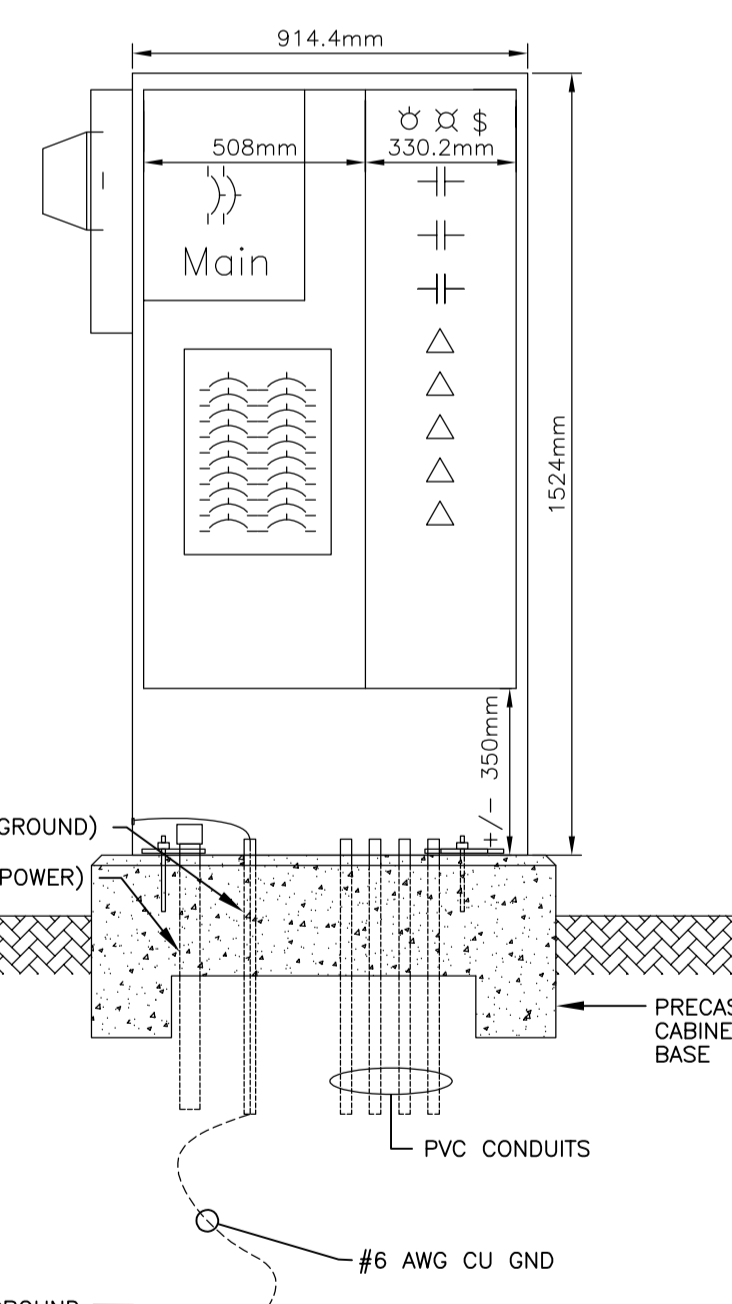 914.4mm
$
508mm
330.2mm
Main
1524mm
+/- 350mm
GROUND)
POWER)
PRECAS
CABINE
BASE
PVC CONDUITS
#6 AWG CU GND
GROUND